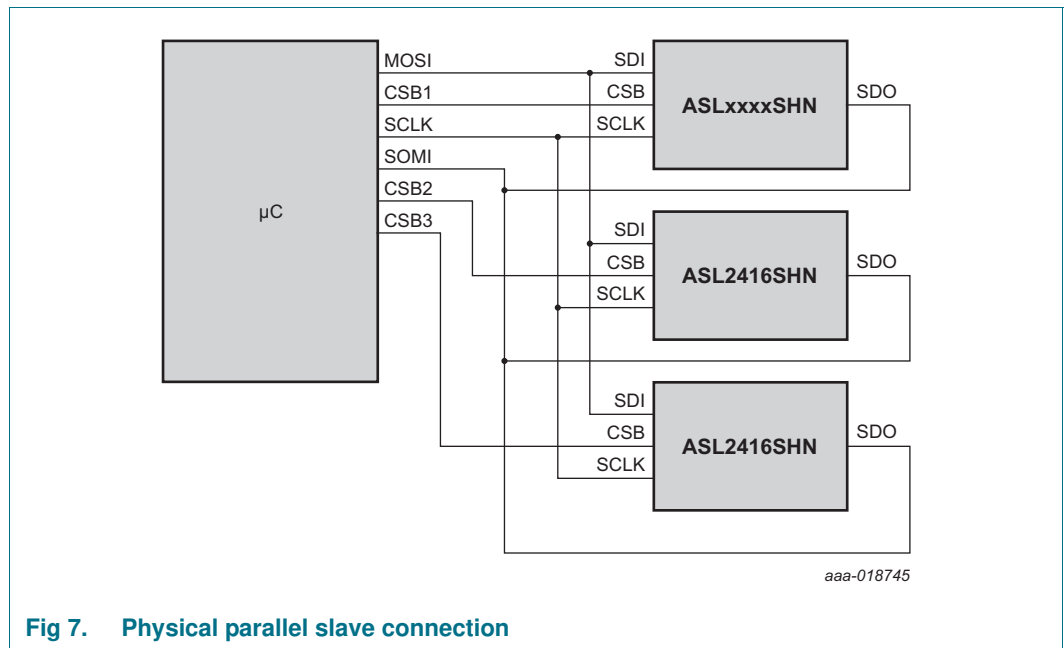 MOSI
CSB1
SCLK
SOMI
CSB2
CSB3
µC
SDI
CSB
SCLK
ASLxxxxSHN
SDO
SDI
CSB
SCLK
ASL2416SHN
SDO
SDI
CSB
SCLK
ASL2416SHN
SDO
aaa-018745
Fig 7. Physical parallel slave connection